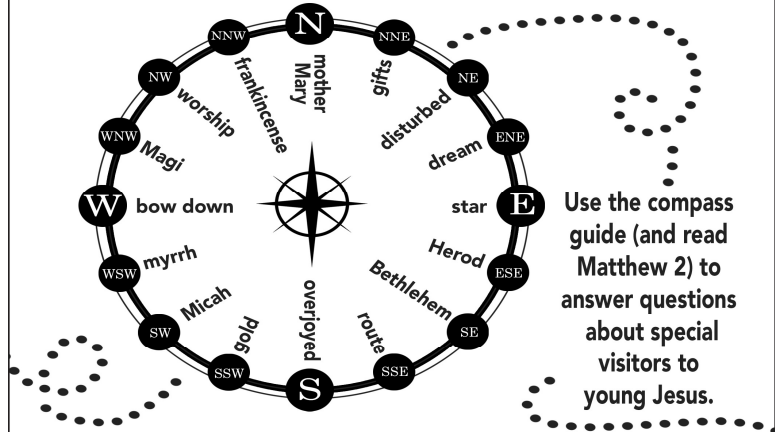 N
NNE
NE
ENE
E
ESE
SE
SSE
S
SSW
SW
WSW
W
WNW
NW
NNW
mother
Mary
gifts
disturbed
dream
star
Herod
Bethlehem
route
overjoyed
gold
Micah
myrrh
bow down
Magi
worship
frankincense
Use the compass
guide (and read
Matthew 2) to
answer questions
about special
visitors to
young Jesus.